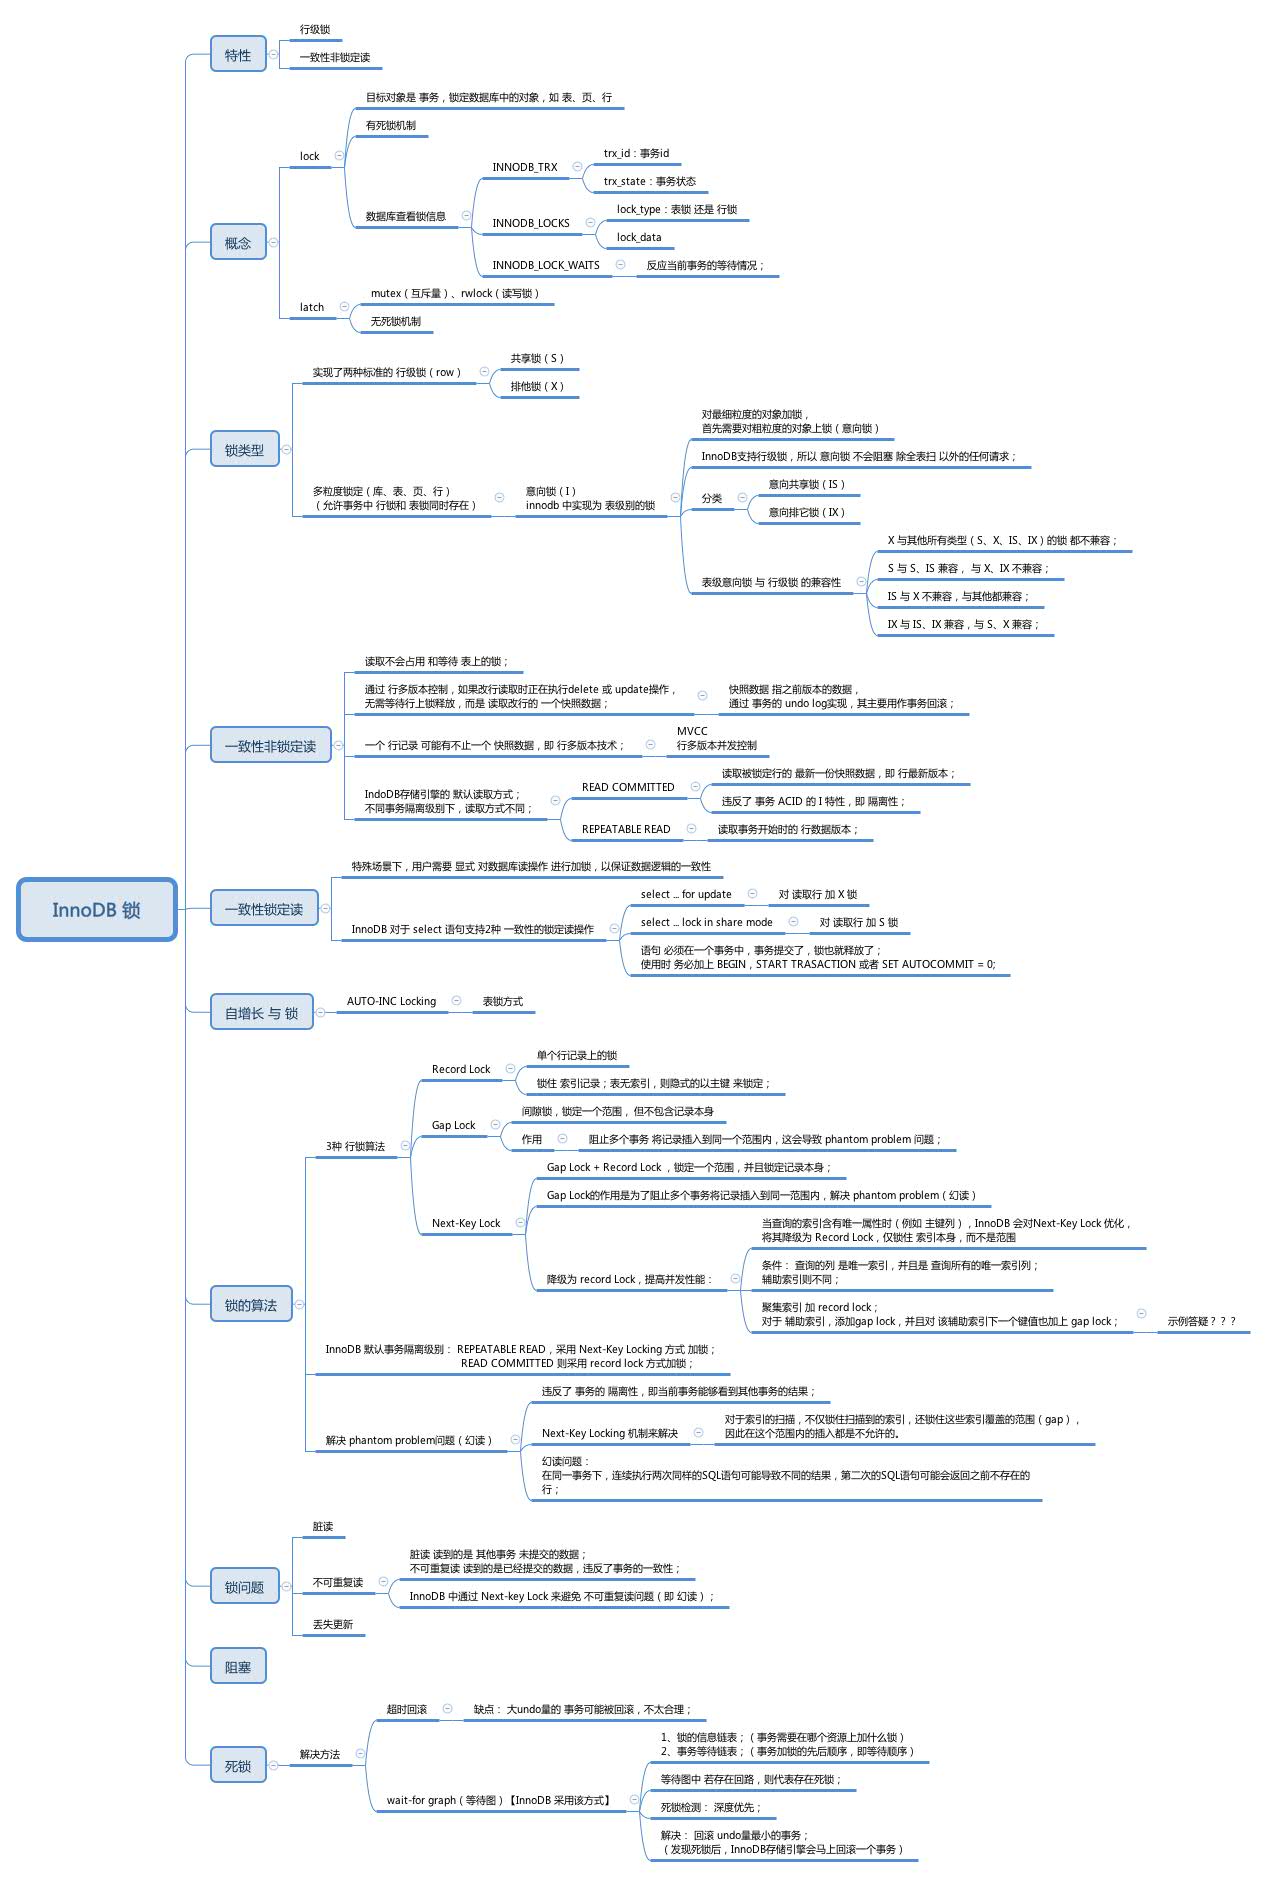 InnoDB 锁
特性
行级锁
一致性非锁定读
概念
lock
目标对象是 事务，锁定数据库中的对象，如 表、页、行
有死锁机制
数据库查看锁信息
INNODB_TRX
trx_id：事务id
trx_state：事务状态
INNODB_LOCKS
lock_type：表锁 还是 行锁
lock_data
INNODB_LOCK_WAITS
反应当前事务的等待情况；
latch
mutex（互斥量）、rwlock（读写锁）
无死锁机制
锁类型
实现了两种标准的 行级锁（row）
共享锁（S）
排他锁（X）
多粒度锁定（库、表、页、行）
（允许事务中 行锁和 表锁同时存在）
意向锁（I）
innodb 中实现为 表级别的锁
对最细粒度的对象加锁，
首先需要对粗粒度的对象上锁（意向锁）
InnoDB支持行级锁，所以 意向锁 不会阻塞 除全表扫 以外的任何请求；
分类
意向共享锁（IS）
意向排它锁（IX）
表级意向锁 与 行级锁 的兼容性
X 与其他所有类型（S、X、IS、IX）的锁 都不兼容；
S 与 S、IS 兼容， 与 X、IX 不兼容；
IS 与 X 不兼容，与其他都兼容；
IX 与 IS、IX 兼容，与 S、X 兼容；
一致性非锁定读
读取不会占用 和等待 表上的锁；
通过 行多版本控制，如果改行读取时正在执行delete 或 update操作，
无需等待行上锁释放，而是 读取改行的 一个快照数据；
快照数据 指之前版本的数据，
通过 事务的 undo log实现，其主要用作事务回滚；
一个 行记录 可能有不止一个 快照数据，即 行多版本技术；
MVCC
行多版本并发控制
IndoDB存储引擎的 默认读取方式；
不同事务隔离级别下，读取方式不同；
READ COMMITTED
读取被锁定行的 最新一份快照数据，即 行最新版本；
违反了 事务 ACID 的 I 特性，即 隔离性；
REPEATABLE READ
读取事务开始时的 行数据版本；
一致性锁定读
特殊场景下，用户需要 显式 对数据库读操作 进行加锁，以保证数据逻辑的一致性
InnoDB 对于 select 语句支持2种 一致性的锁定读操作
select ... for update
对 读取行 加 X 锁
select ... lock in share mode
对 读取行 加 S 锁
语句 必须在一个事务中，事务提交了，锁也就释放了；
使用时 务必加上 BEGIN，START TRASACTION 或者 SET AUTOCOMMIT = 0;
自增长 与 锁
AUTO-INC Locking
表锁方式
锁的算法
3种 行锁算法
Record Lock
单个行记录上的锁
锁住 索引记录；表无索引，则隐式的以主键 来锁定；
Gap Lock
间隙锁，锁定一个范围， 但不包含记录本身
作用
阻止多个事务 将记录插入到同一个范围内，这会导致 phantom problem 问题；
Next-Key Lock
Gap Lock + Record Lock ，锁定一个范围，并且锁定记录本身；
Gap Lock的作用是为了阻止多个事务将记录插入到同一范围内，解决 phantom problem（幻读）
降级为 record Lock，提高并发性能：
当查询的索引含有唯一属性时（例如 主键列），InnoDB 会对Next-Key Lock 优化，
将其降级为 Record Lock，仅锁住 索引本身，而不是范围
条件： 查询的列 是唯一索引，并且是 查询所有的唯一索引列；
辅助索引则不同；
聚集索引 加 record lock；
对于 辅助索引，添加gap lock，并且对 该辅助索引下一个键值也加上 gap lock；
示例答疑？？？
InnoDB 默认事务隔离级别： REPEATABLE READ，采用 Next-Key Locking 方式 加锁；
READ COMMITTED 则采用 record lock 方式加锁；
解决 phantom problem问题（幻读）
违反了 事务的 隔离性，即当前事务能够看到其他事务的结果；
Next-Key Locking 机制来解决
对于索引的扫描，不仅锁住扫描到的索引，还锁住这些索引覆盖的范围（gap），
因此在这个范围内的插入都是不允许的。
幻读问题：
在同一事务下，连续执行两次同样的SQL语句可能导致不同的结果，第二次的SQL语句可能会返回之前不存在的
行；
锁问题
脏读
不可重复读
脏读 读到的是 其他事务 未提交的数据；
不可重复读 读到的是已经提交的数据，违反了事务的一致性；
InnoDB 中通过 Next-key Lock 来避免 不可重复读问题（即 幻读）；
丢失更新
阻塞
死锁
解决方法
超时回滚
缺点： 大undo量的 事务可能被回滚，不太合理；
wait-for graph（等待图）【InnoDB 采用该方式】
1、锁的信息链表；（事务需要在哪个资源上加什么锁）
2、事务等待链表；（事务加锁的先后顺序，即等待顺序）
等待图中 若存在回路，则代表存在死锁；
死锁检测： 深度优先；
解决： 回滚 undo量最小的事务；
（发现死锁后，InnoDB存储引擎会马上回滚一个事务）